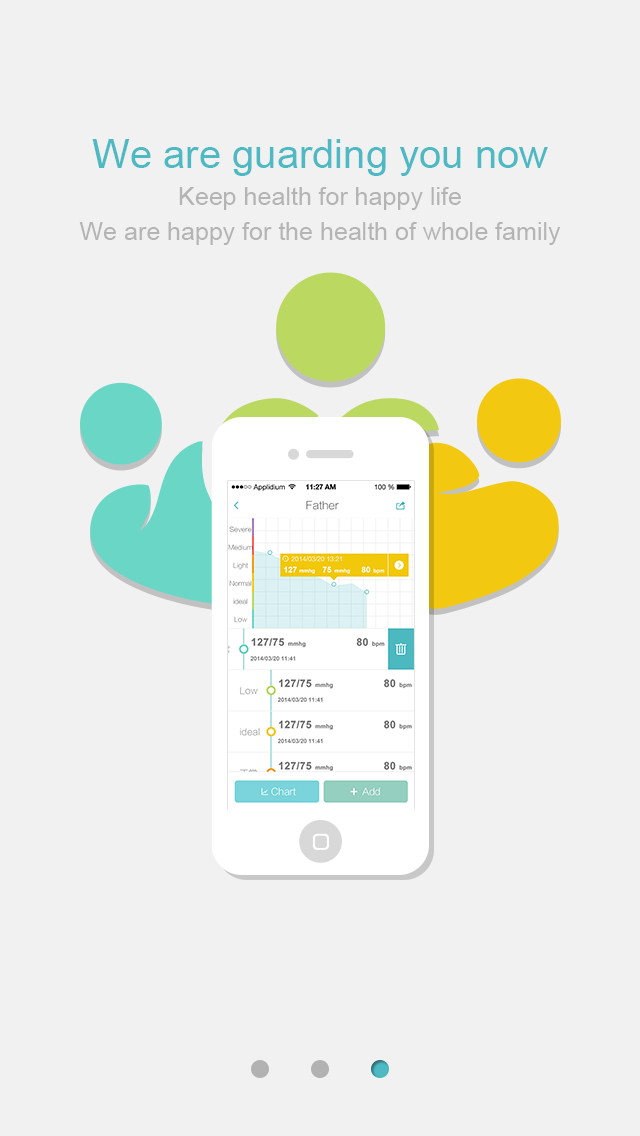 We are guarding you now
Keep health for happy life
We are happy for the health of whole family
Applidium 11:27 AM 100 %
Father
Severe
Medium
Light
Normal
ideal
Low
2014/03/20 13:21
127 mmhg 75 mmhg 80 bpm
127/75 mmhg 80 bpm
2014/03/20 11:41
Low 127/75 mmhg 80 bpm
2014/03/20 11:41
ideal 127/75 mmhg 80 bpm
2014/03/20 11:41
127/75 mmhg 80 bpm
Chart + Add